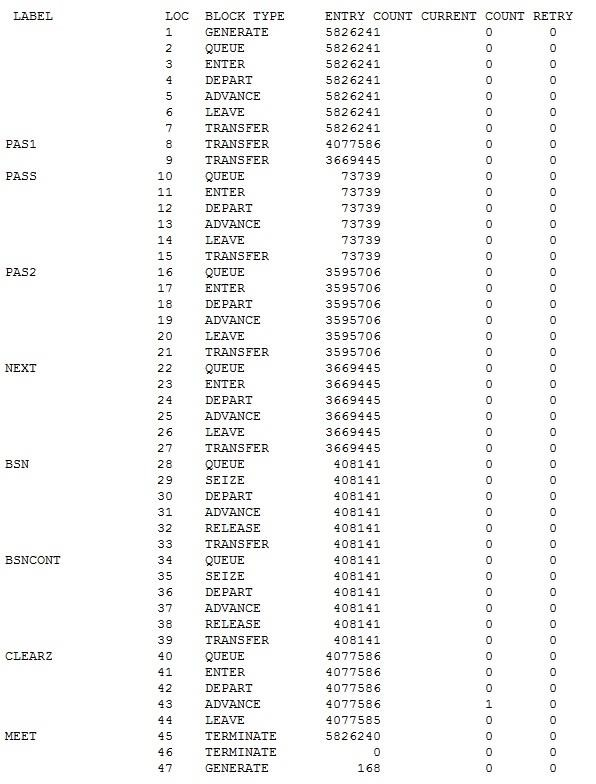 LABEL LOC BLOCK TYPE ENTRY COUNT CURRENT COUNT RETRY
1 GENERATE 5826241 0 0
2 QUEUE 5826241 0 0
3 ENTER 5826241 0 0
4 DEPART 5826241 0 0
5 ADVANCE 5826241 0 0
6 LEAVE 5826241 0 0
7 TRANSFER 5826241 0 0
PAS1 8 TRANSFER 4077586 0 0
9 TRANSFER 3669445 0 0
PASS 10 QUEUE 73739 0 0
11 ENTER 73739 0 0
12 DEPART 73739 0 0
13 ADVANCE 73739 0 0
14 LEAVE 73739 0 0
15 TRANSFER 73739 0 0
PAS2 16 QUEUE 3595706 0 0
17 ENTER 3595706 0 0
18 DEPART 3595706 0 0
19 ADVANCE 3595706 0 0
20 LEAVE 3595706 0 0
21 TRANSFER 3595706 0 0
NEXT 22 QUEUE 3669445 0 0
23 ENTER 3669445 0 0
24 DEPART 3669445 0 0
25 ADVANCE 3669445 0 0
26 LEAVE 3669445 0 0
27 TRANSFER 3669445 0 0
BSN 28 QUEUE 408141 0 0
29 SEIZE 408141 0 0
30 DEPART 408141 0 0
31 ADVANCE 408141 0 0
32 RELEASE 408141 0 0
33 TRANSFER 408141 0 0
BSNCONT 34 QUEUE 408141 0 0
35 SEIZE 408141 0 0
36 DEPART 408141 0 0
37 ADVANCE 408141 0 0
38 RELEASE 408141 0 0
39 TRANSFER 408141 0 0
CLEARZ 40 QUEUE 4077586 0 0
41 ENTER 4077586 0 0
42 DEPART 4077586 0 0
43 ADVANCE 4077586 1 0
44 LEAVE 4077585 0 0
MEET 45 TERMINATE 5826240 0 0
46 TERMINATE 0 0 0
47 GENERATE 168 0 0